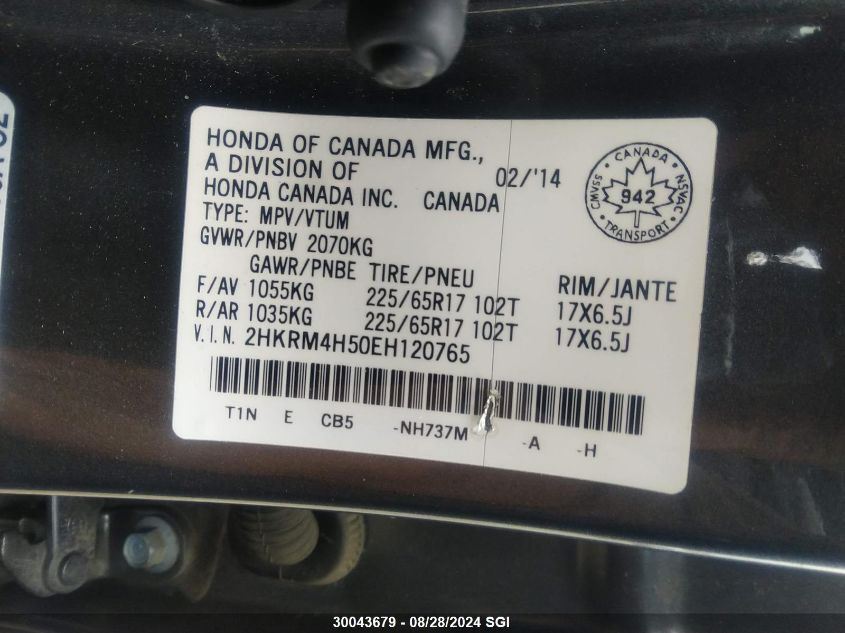 HONDA OF CANADA MFG.,
A DIVISION OF
HONDA CANADA INC. CANADA 02/'14
TYPE: MPV/VTUM
GVWR/PNBV 2070KG
GAWR/PNBE TIRE/PNEU RIM/JANTE
F/AV 1055KG 225/65R17 102T 17X6.5J
R/AR 1035KG 225/65R17 102T 17X6.5J
V.I.N. 2HKRM4H50EH120765
T1N E CB5 -NH737M -A -H
CANADA
CMVSS 942 NSVAC
TRANSPORT
30043679 - 08/28/2024 SGI